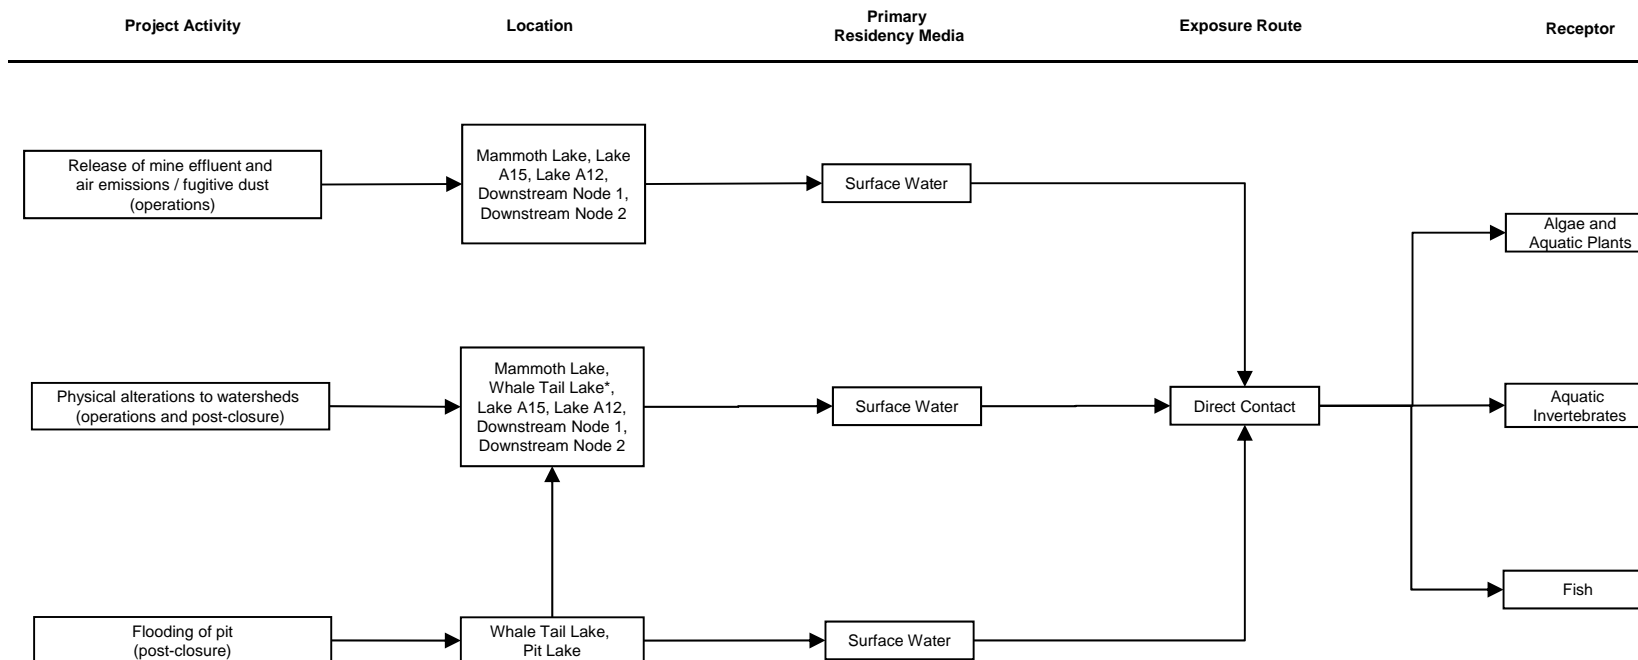 Project Activity
Location
Primary
Residency Media
Exposure Route
Receptor
Release of mine effluent and
air emissions / fugitive dust
(operations)
Mammoth Lake, Lake
A15, Lake A12,
Downstream Node 1,
Downstream Node 2
Surface Water
Algae and
Aquatic Plants
Physical alterations to watersheds
(operations and post-closure)
Mammoth Lake,
Whale Tail Lake*,
Lake A15, Lake A12,
Downstream Node 1,
Downstream Node 2
Surface Water
Direct Contact
Aquatic
Invertebrates
Fish
Flooding of pit
(post-closure)
Whale Tail Lake,
Pit Lake
Surface Water